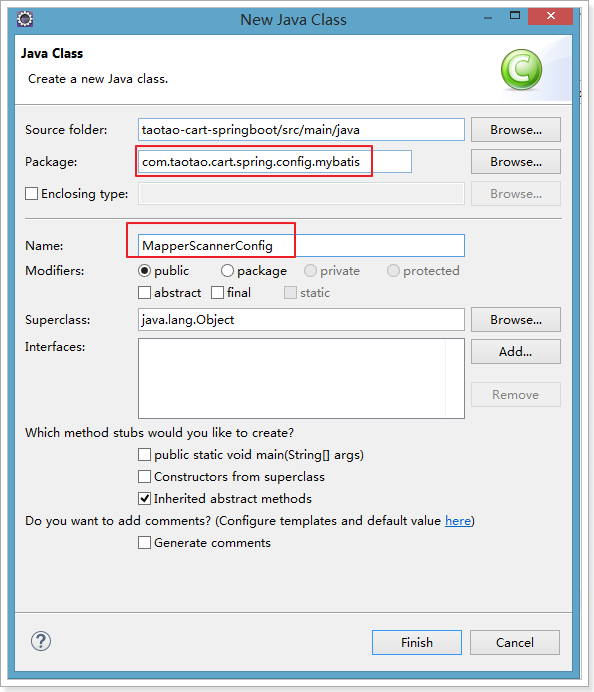 New Java Class
Java Class
Create a new Java class.
Source folder: taotao-cart-springboot/src/main/java Browse...
Package: com.taotao.cart.spring.config.mybatis Browse...
Enclosing type: Browse...
Name: MapperScannerConfig
Modifiers: public package private protected
abstract final static
Superclass: java.lang.Object Browse...
Interfaces: Add...
Remove
Which method stubs would you like to create?
public static void main(String[] args)
Constructors from superclass
Inherited abstract methods
Do you want to add comments? (Configure templates and default value here)
Generate comments
? Finish Cancel